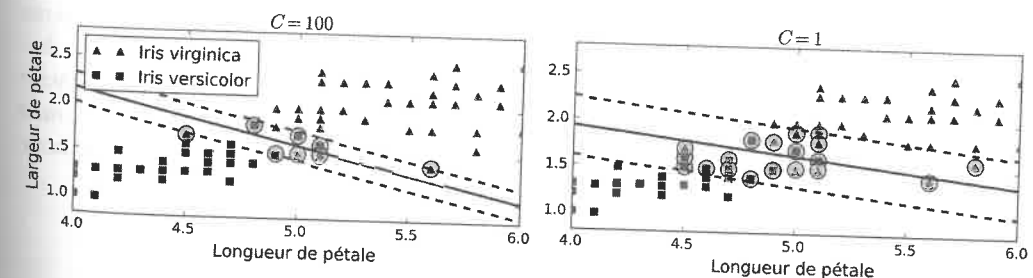 C = 100
2.5
2.0
1.5
1.0
Largeur de pétale
Iris virginica
Iris versicolor
4.0 4.5 5.0 5.5 6.0
Longueur de pétale
C = 1
2.5
2.0
1.5
1.0
4.0 4.5 5.0 5.5 6.0
Longueur de pétale